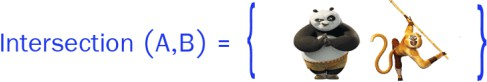 Intersection (A,B) = { }